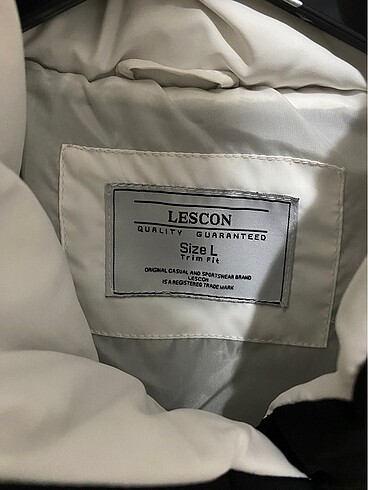 LESCON
QUALITY GUARANTEED
Size L
Trim Fit
ORIGINAL CASUAL AND SPORTSWEAR BRAND
LESCON
IS A REGISTERED TRADE MARK